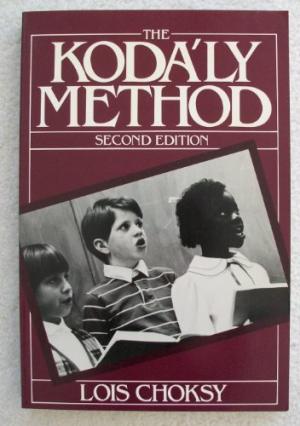 THE
KODÁLY
METHOD
SECOND EDITION
LOIS CHOKSY